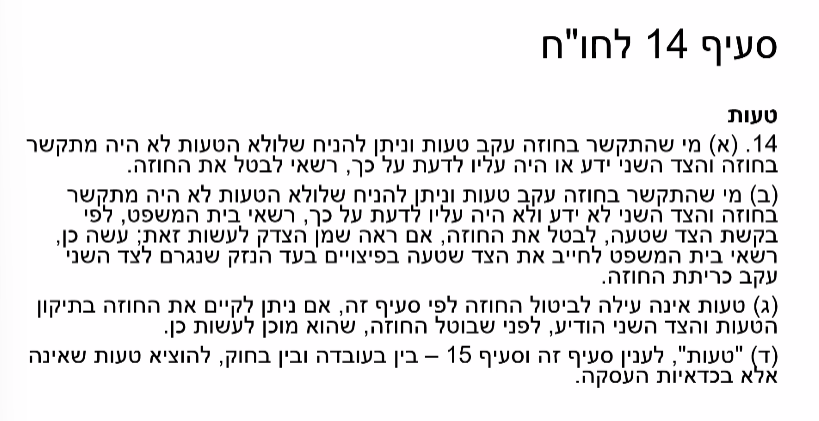 סעיף 14 לחו"ח
טעות
14. (א) מי שהתקשר בחוזה עקב טעות וניתן להניח שלולא הטעות לא היה מתקשר
בחוזה והצד השני ידע או היה עליו לדעת על כך, רשאי לבטל את החוזה.
(ב) מי שהתקשר בחוזה עקב טעות וניתן להניח שלולא הטעות לא היה מתקשר
בחוזה והצד השני לא ידע ולא היה עליו לדעת על כך, רשאי בית המשפט, לפי
בקשת הצד שטעה, לבטל את החוזה, אם ראה שמן הצדק לעשות זאת; עשה כן,
רשאי בית המשפט לחייב את הצד שטעה בפיצויים בעד הנזק שנגרם לצד השני
עקב כריתת החוזה.
(ג) טעות אינה עילה לביטול החוזה לפי סעיף זה, אם ניתן לקיים את החוזה בתיקון
הטעות והצד השני הודיע, לפני שבוטל החוזה, שהוא מוכן לעשות כן.
(ד) "טעות", לענין סעיף זה וסעיף 15 – בין בעובדה ובין בחוק, להוציא טעות שאינה
אלא בכדאיות העסקה.